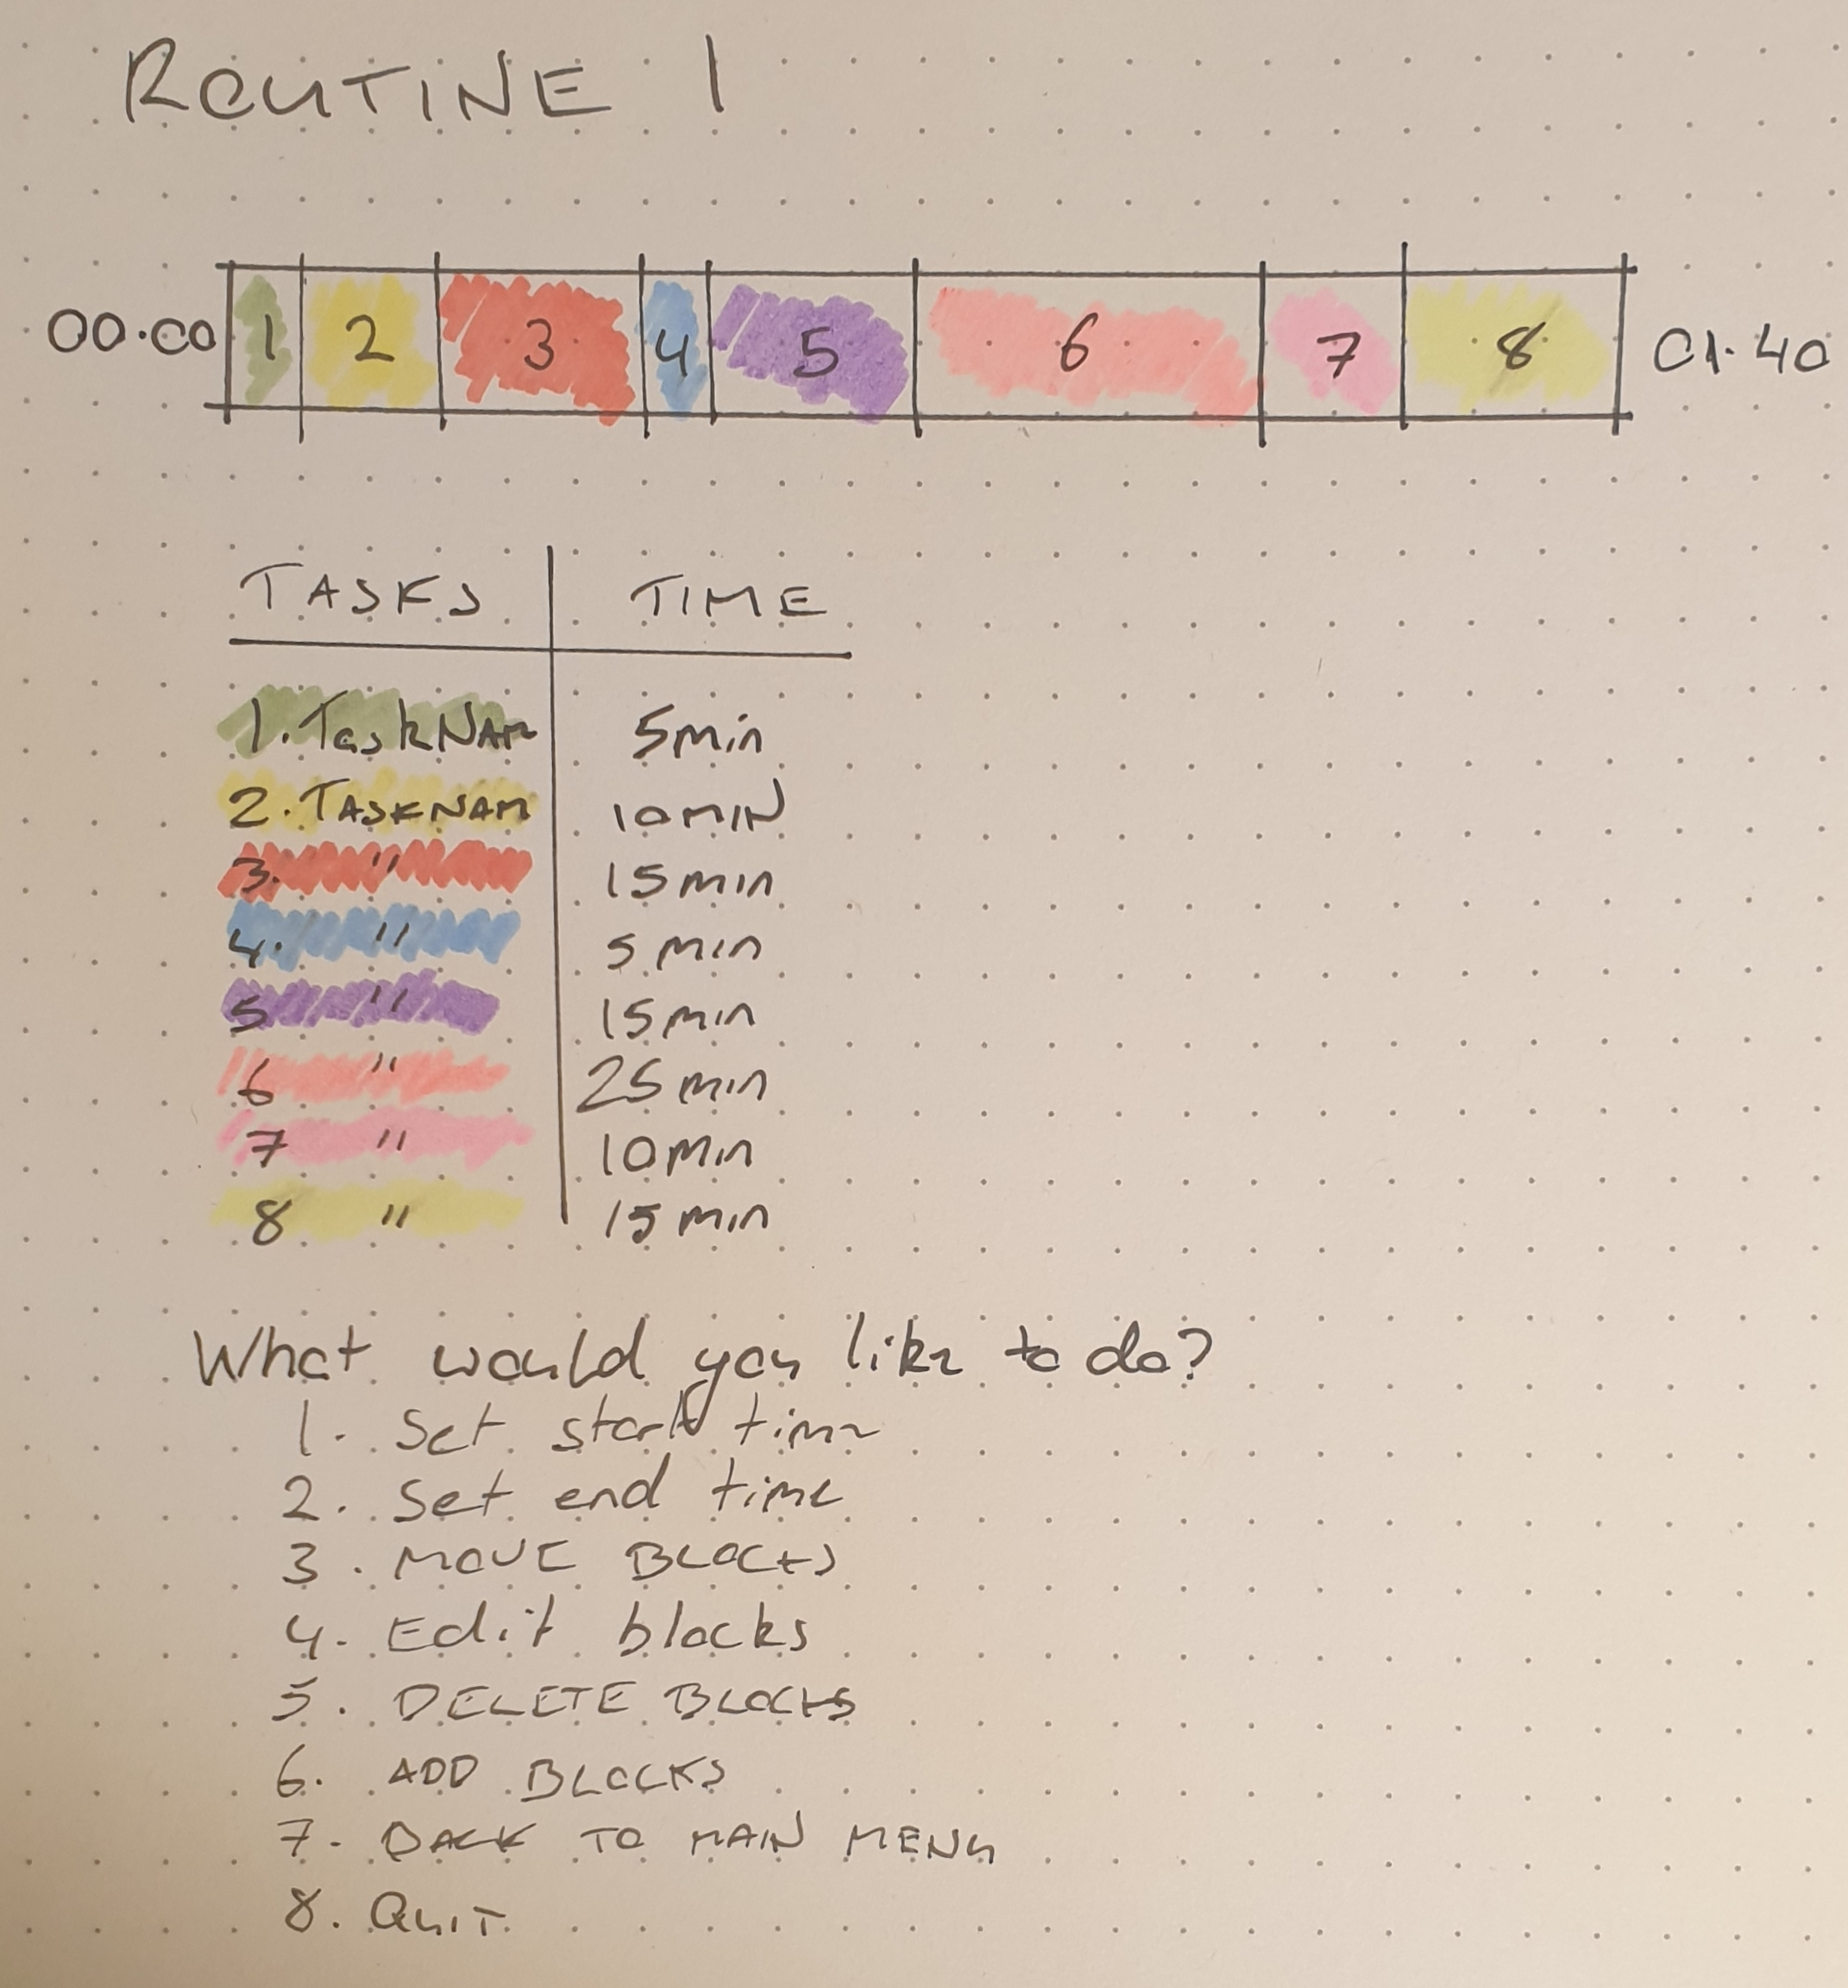 ROUTINE 1
00.00 1 2 3 4 5 6 7 8 01.40
TASKS TIME
1. TaskNAM 5min
2. TASKNAM 10MIN
3. " 15min
4. " 5 min
5 " 15min
6 " 25min
7 " 10min
8 " 15min
What would you like to do?
1. Set start time
2. Set end time
3. MOVE BLOCKS
4. Edit blocks
5. DELETE BLOCKS
6. ADD BLOCKS
7. BACK TO MAIN MENU
8. QUIT